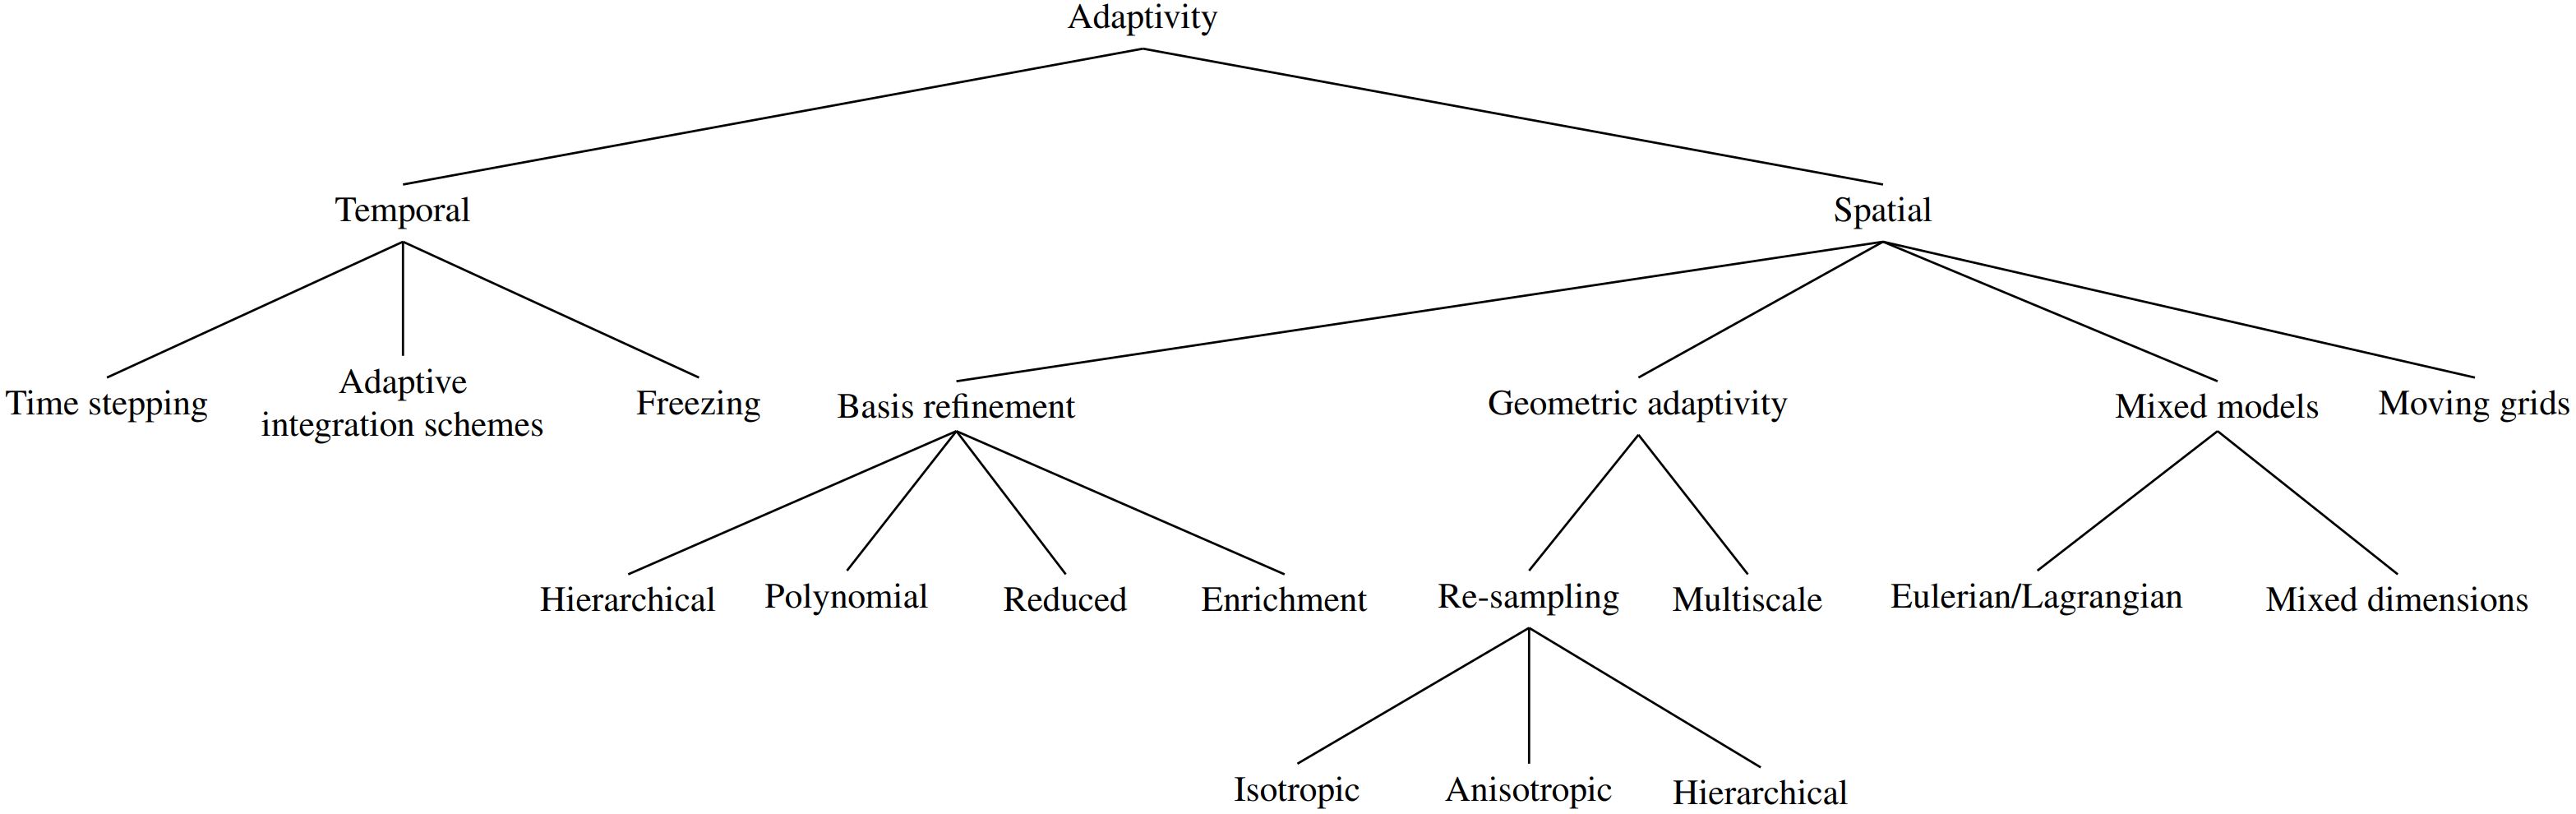 Adaptivity
Temporal
Spatial
Time stepping
Adaptive
integration schemes
Freezing
Basis refinement
Geometric adaptivity
Mixed models
Moving grids
Hierarchical
Polynomial
Reduced
Enrichment
Re-sampling
Multiscale
Eulerian/Lagrangian
Mixed dimensions
Isotropic
Anisotropic
Hierarchical